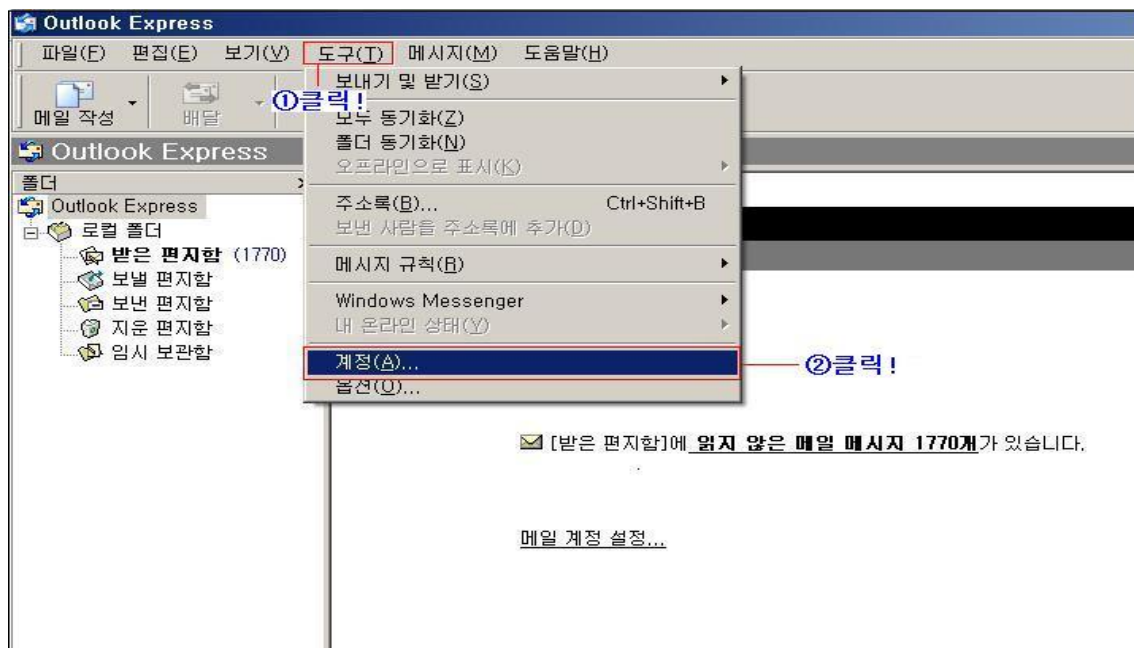 Outlook Express
파일(F) 편집(E) 보기(V) 도구(T) 메시지(M) 도움말(H)
메일 작성 배달 ①클릭!
보내기 및 받기(S)
모두 동기화(Z)
폴더 동기화(N)
오프라인으로 표시(K)
주소록(B)... Ctrl+Shift+B
보낸 사람을 주소록에 추가(D)
메시지 규칙(R)
Windows Messenger
내 온라인 상태(Y)
계정(A)... ②클릭!
옵션(O)...
Outlook Express
폴더 x
Outlook Express
로컬 폴더
받은 편지함 (1770)
보낼 편지함
보낸 편지함
지운 편지함
임시 보관함
[받은 편지함]에 읽지 않은 메일 메시지 1770개가 있습니다.
메일 계정 설정...